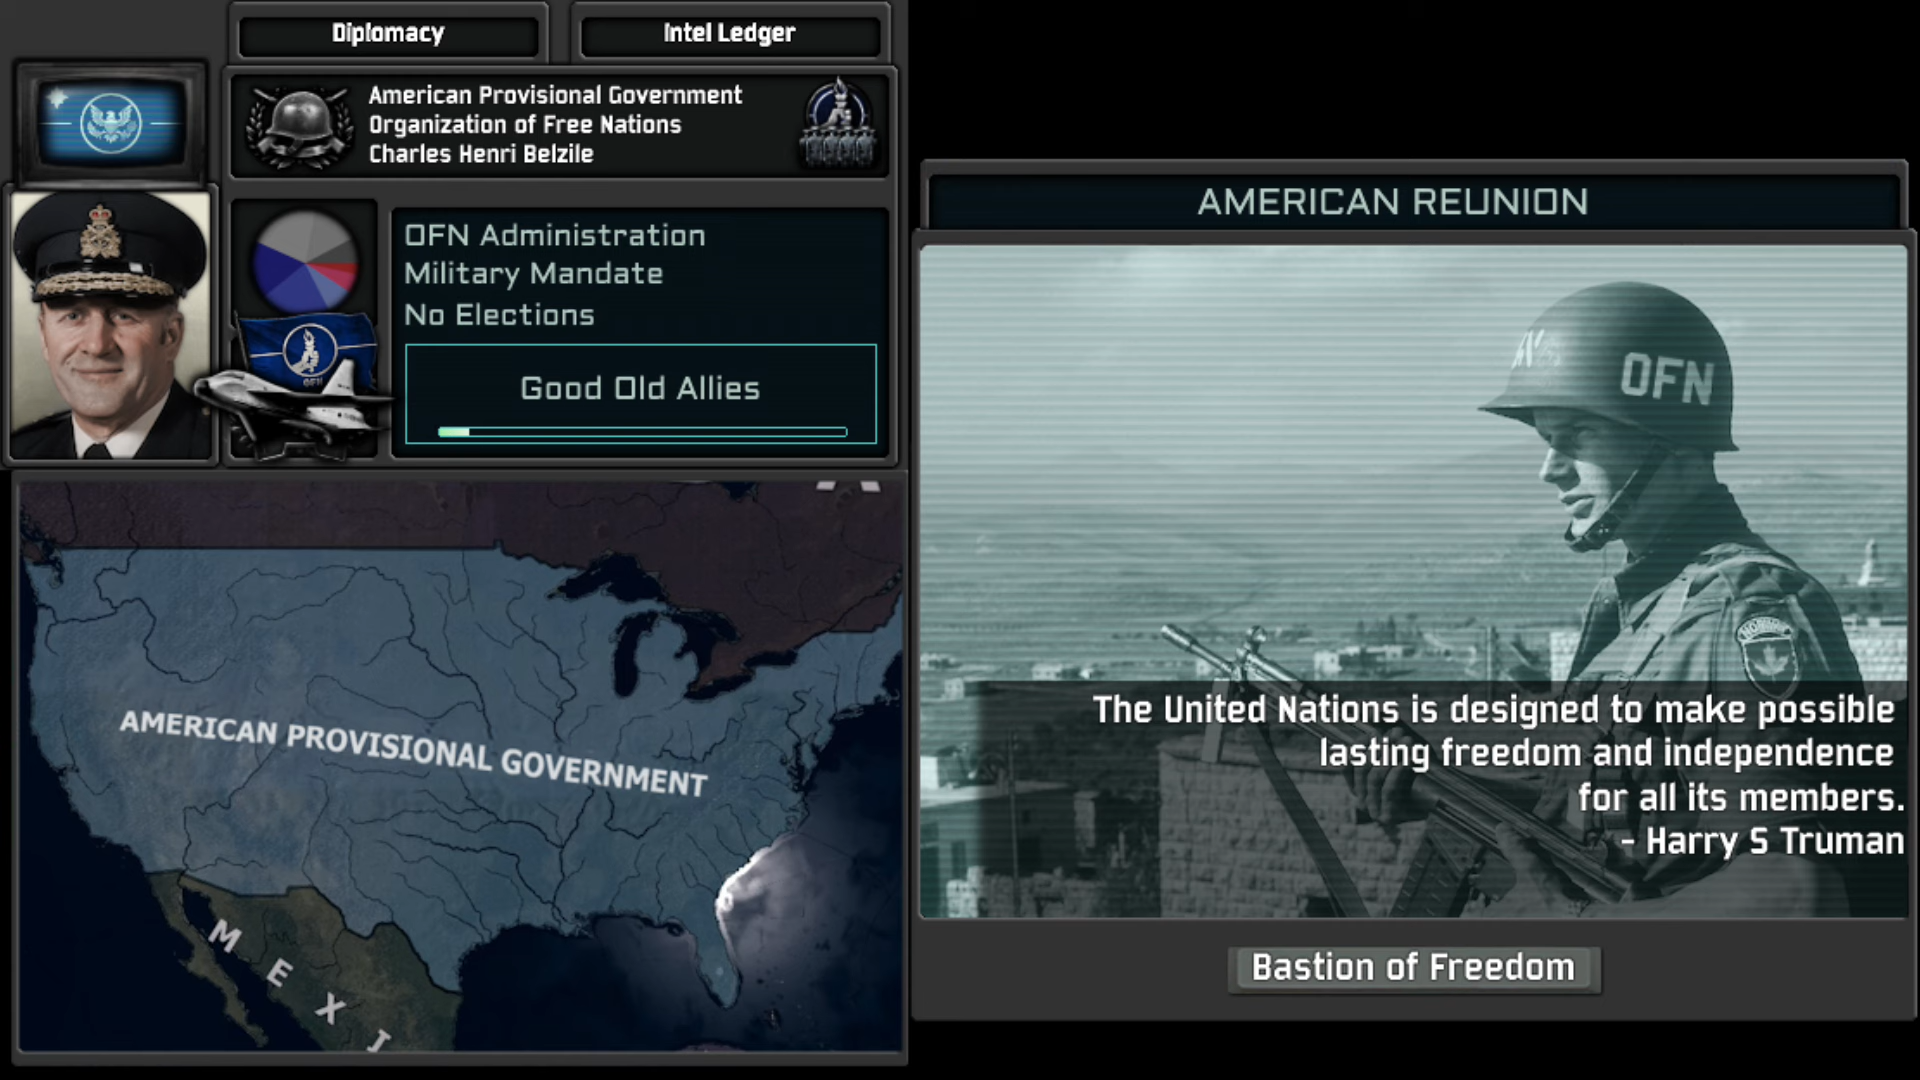 Diplomacy
Intel Ledger
American Provisional Government
Organization of Free Nations
Charles Henri Belzile
OFN Administration
Military Mandate
No Elections
Good Old Allies
OFN
AMERICAN PROVISIONAL GOVERNMENT
MEXI
AMERICAN REUNION
OFN
The United Nations is designed to make possible
lasting freedom and independence
for all its members.
- Harry S Truman
Bastion of Freedom